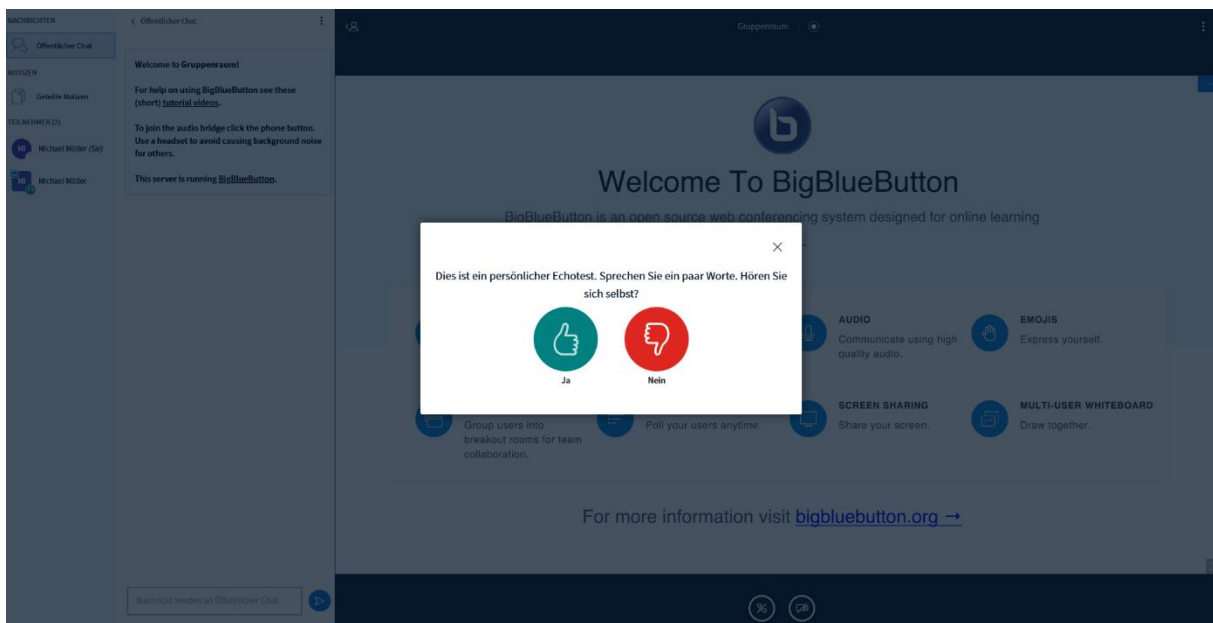 NACHRICHTEN
Öffentlicher Chat
NOTIZEN
Geteilte Notizen
TEILNEHMER (2)
MI
Michael Müller (Sie)
MI
Michael Müller
Öffentlicher Chat
Welcome to Gruppenraum!
For help on using BigBlueButton see these
(short) tutorial videos.
To join the audio bridge click the phone button.
Use a headset to avoid causing background noise
for others.
This server is running BigBlueButton.
Nachricht senden an Öffentlicher Chat
Gruppenraum
Welcome To BigBlueButton
BigBlueButton is an open source web conferencing system designed for online learning
Dies ist ein persönlicher Echotest. Sprechen Sie ein paar Worte. Hören Sie
sich selbst?
Ja
Nein
AUDIO
Communicate using high
quality audio.
EMOJIS
Express yourself.
Group users into
breakout rooms for team
collaboration.
Poll your users anytime.
SCREEN SHARING
Share your screen.
MULTI-USER WHITEBOARD
Draw together.
For more information visit bigbluebutton.org →